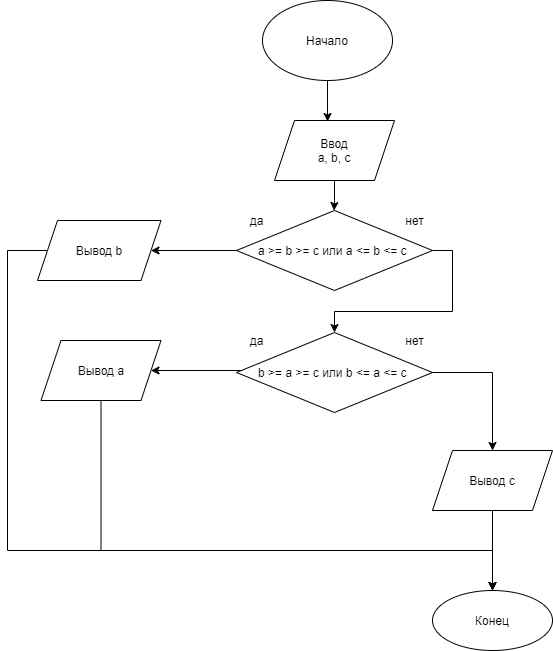 Начало
Ввод
a, b, c
да
нет
a >= b >= c или a <= b <= c
Вывод b
да
нет
b >= a >= c или b <= a <= c
Вывод a
Вывод c
Конец